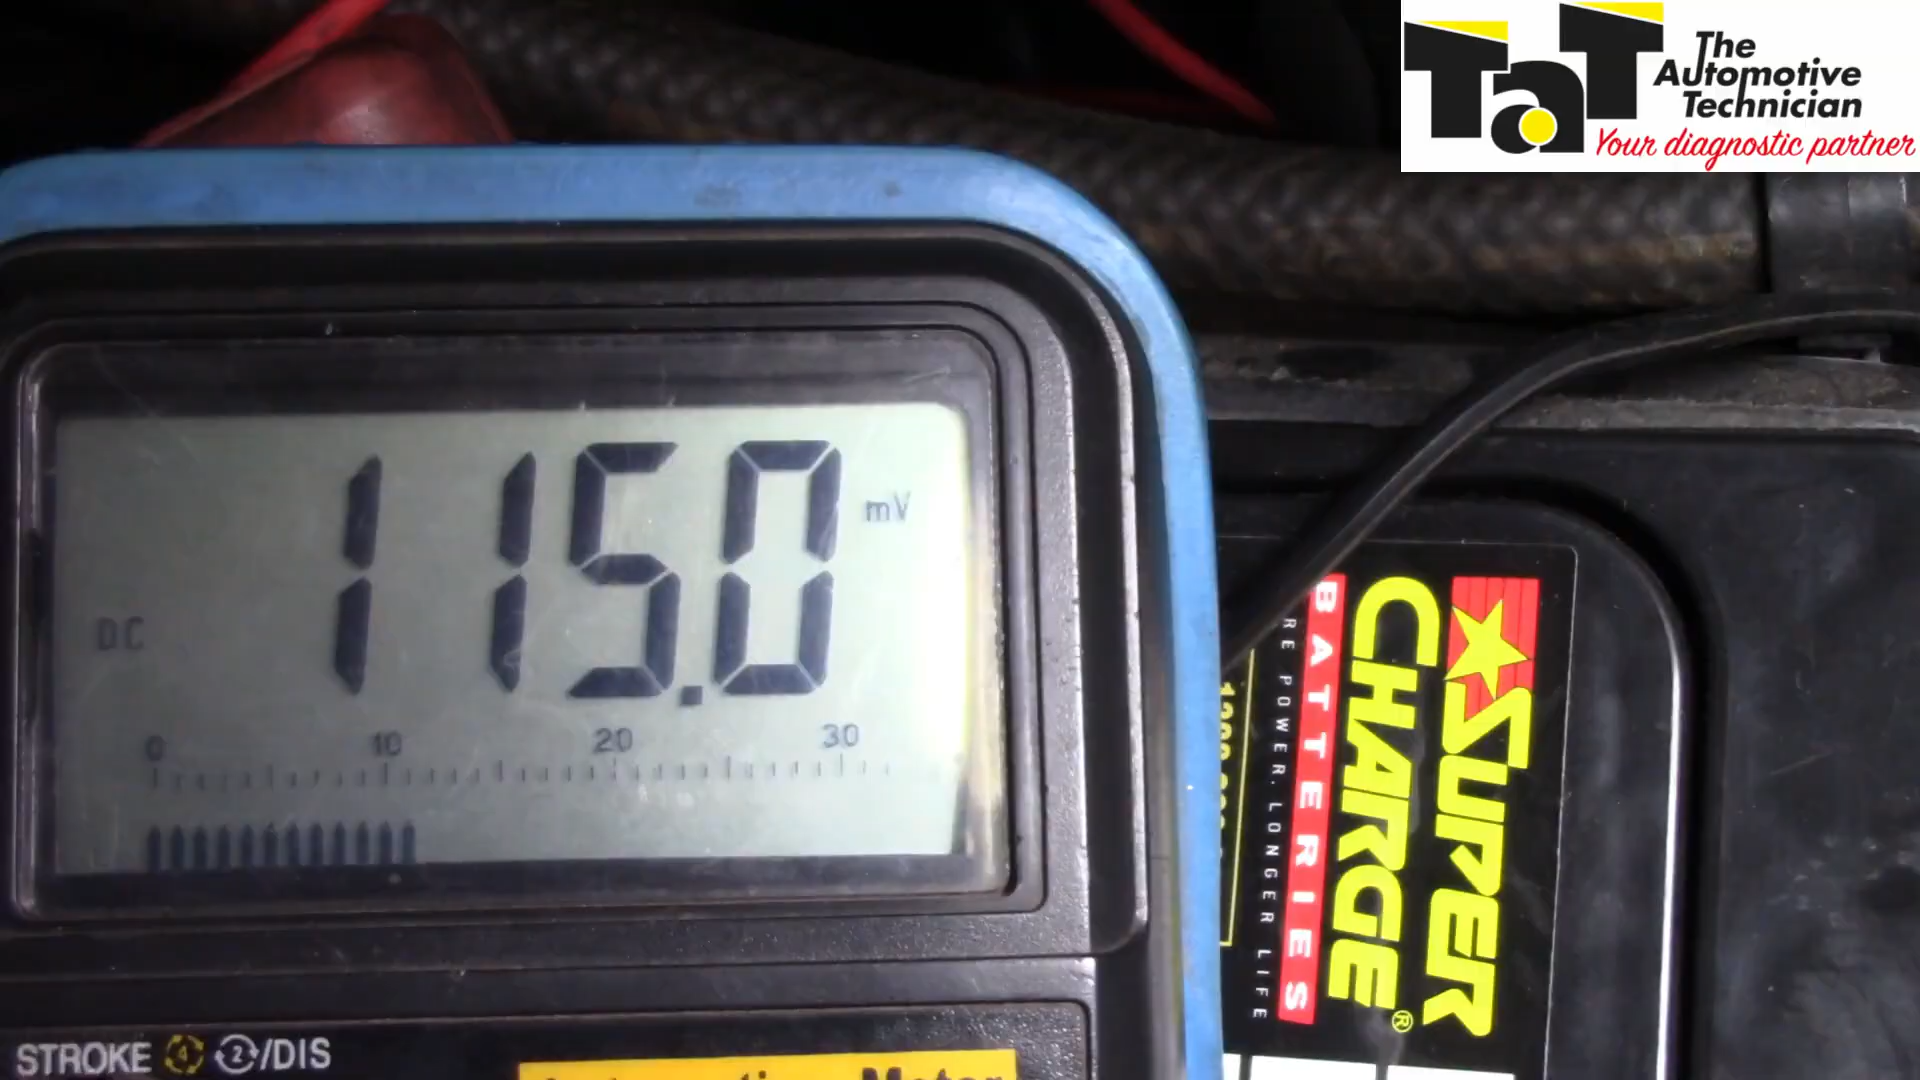 TaT The
Automotive
Technician
Your diagnostic partner
115.0 mV
DC
0 10 20 30
STROKE 4 2/DIS
SUPER
CHARGE®
BATTERIES
RE POWER. LONGER LIFE